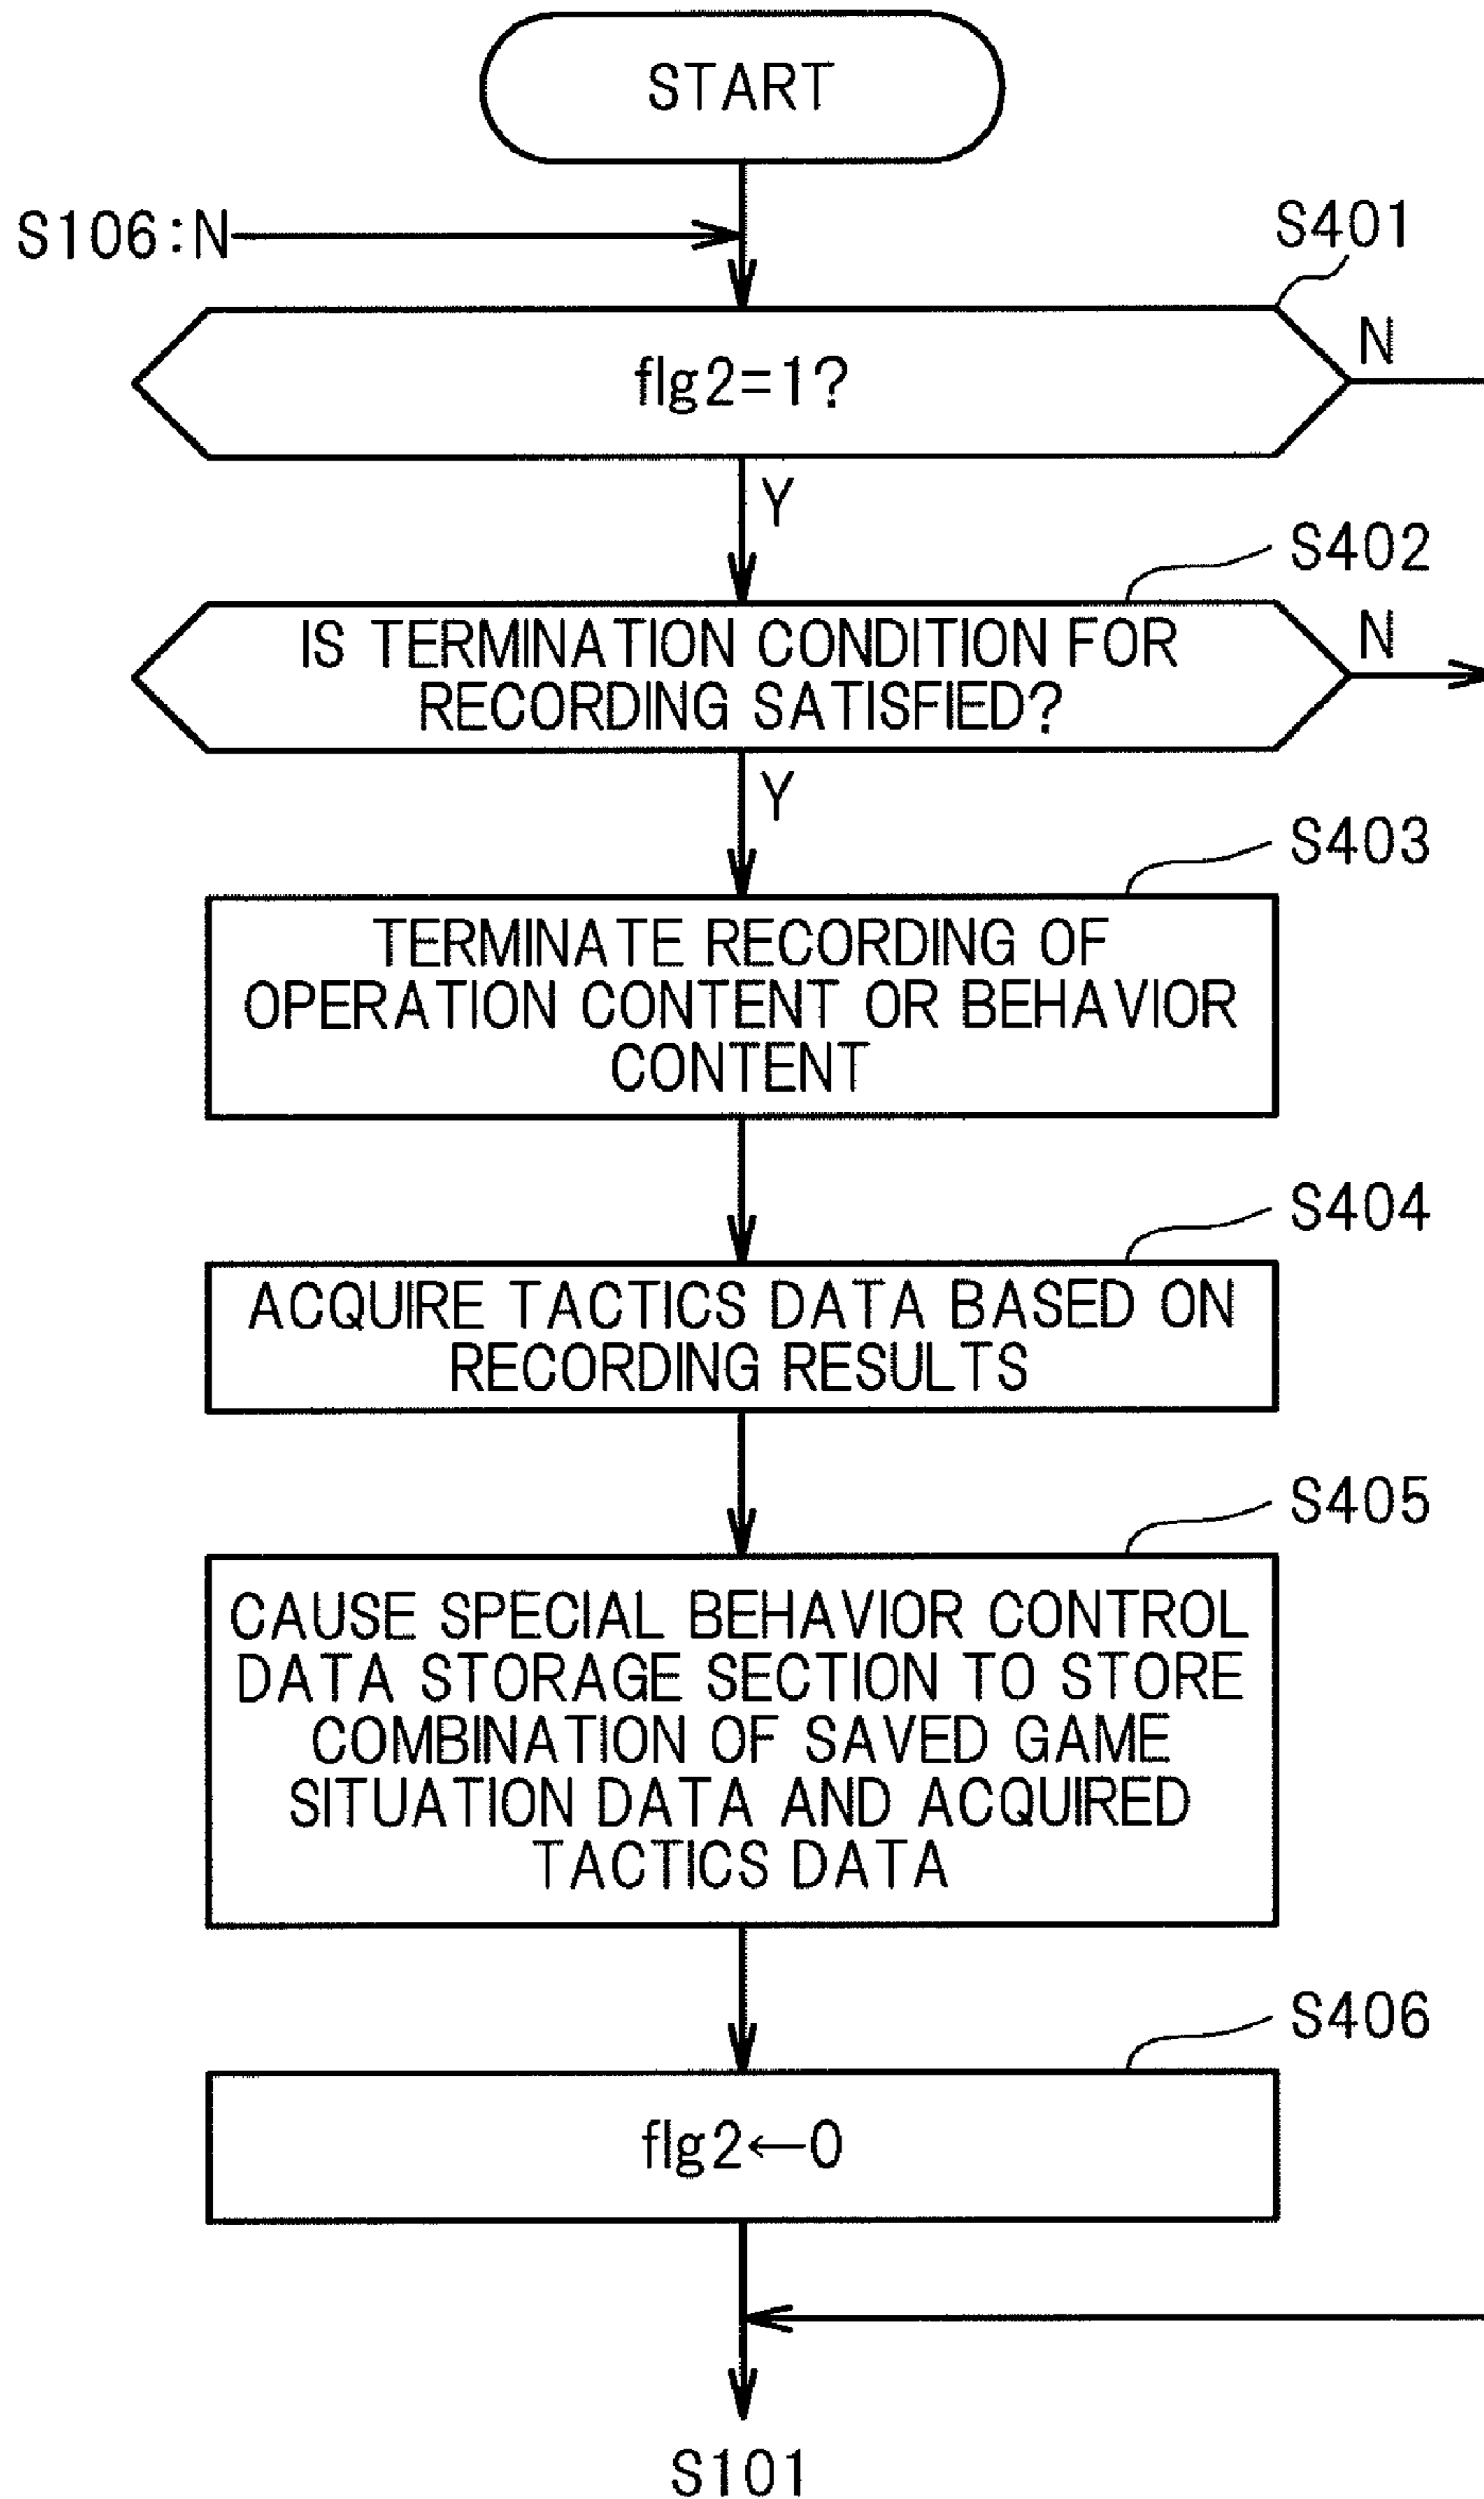 START
S106:N
S401
flg2=1?
N
Y
S402
IS TERMINATION CONDITION FOR
RECORDING SATISFIED?
N
Y
S403
TERMINATE RECORDING OF
OPERATION CONTENT OR BEHAVIOR
CONTENT
S404
ACQUIRE TACTICS DATA BASED ON
RECORDING RESULTS
S405
CAUSE SPECIAL BEHAVIOR CONTROL
DATA STORAGE SECTION TO STORE
COMBINATION OF SAVED GAME
SITUATION DATA AND ACQUIRED
TACTICS DATA
S406
flg2←0
S101